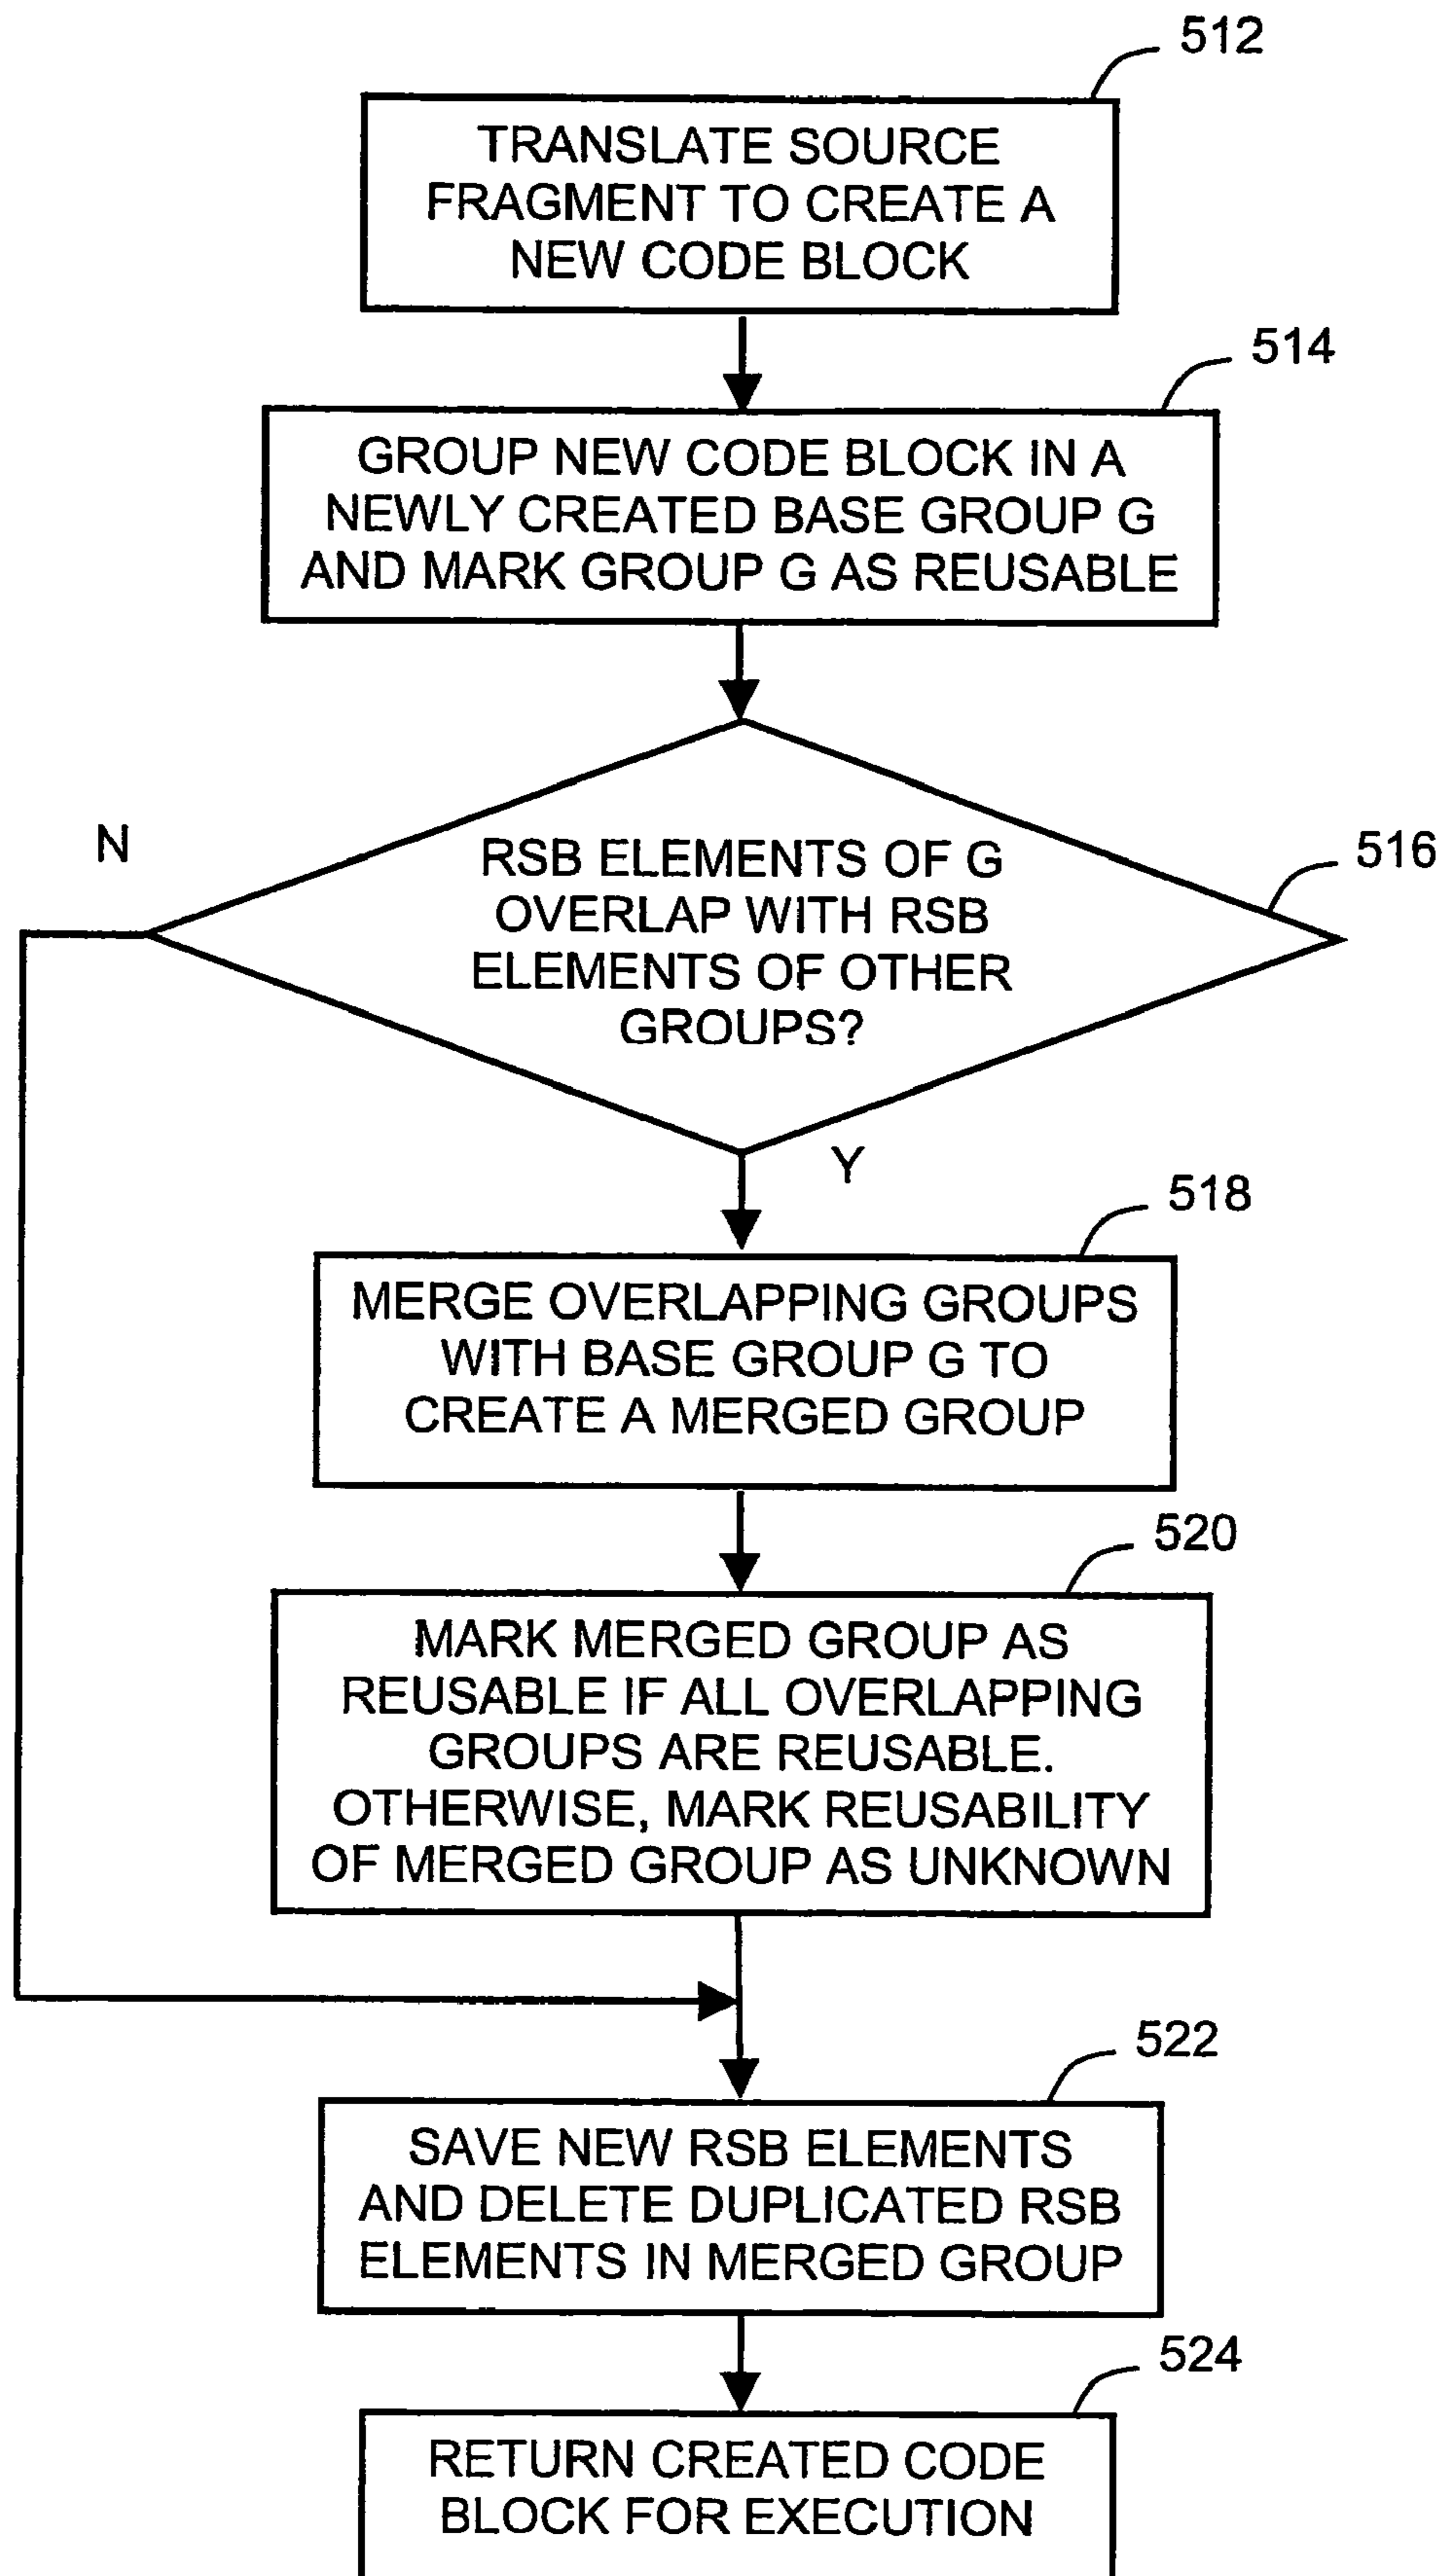 512
TRANSLATE SOURCE
FRAGMENT TO CREATE A
NEW CODE BLOCK
514
GROUP NEW CODE BLOCK IN A
NEWLY CREATED BASE GROUP G
AND MARK GROUP G AS REUSABLE
N
516
RSB ELEMENTS OF G
OVERLAP WITH RSB
ELEMENTS OF OTHER
GROUPS?
Y
518
MERGE OVERLAPPING GROUPS
WITH BASE GROUP G TO
CREATE A MERGED GROUP
520
MARK MERGED GROUP AS
REUSABLE IF ALL OVERLAPPING
GROUPS ARE REUSABLE.
OTHERWISE, MARK REUSABILITY
OF MERGED GROUP AS UNKNOWN
522
SAVE NEW RSB ELEMENTS
AND DELETE DUPLICATED RSB
ELEMENTS IN MERGED GROUP
524
RETURN CREATED CODE
BLOCK FOR EXECUTION